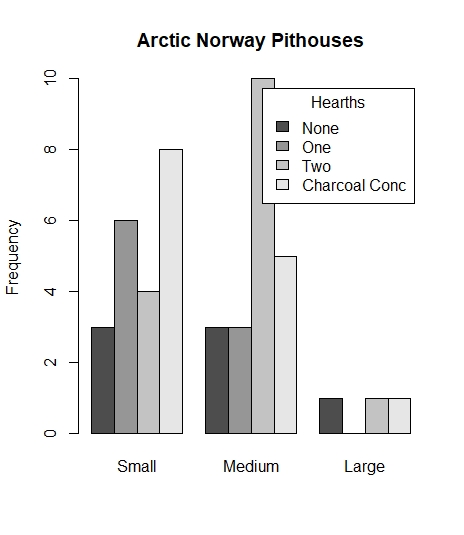 Arctic Norway Pithouses
Hearths
None
One
Two
Charcoal Conc
Frequency
10
8
6
4
2
0
Small Medium Large